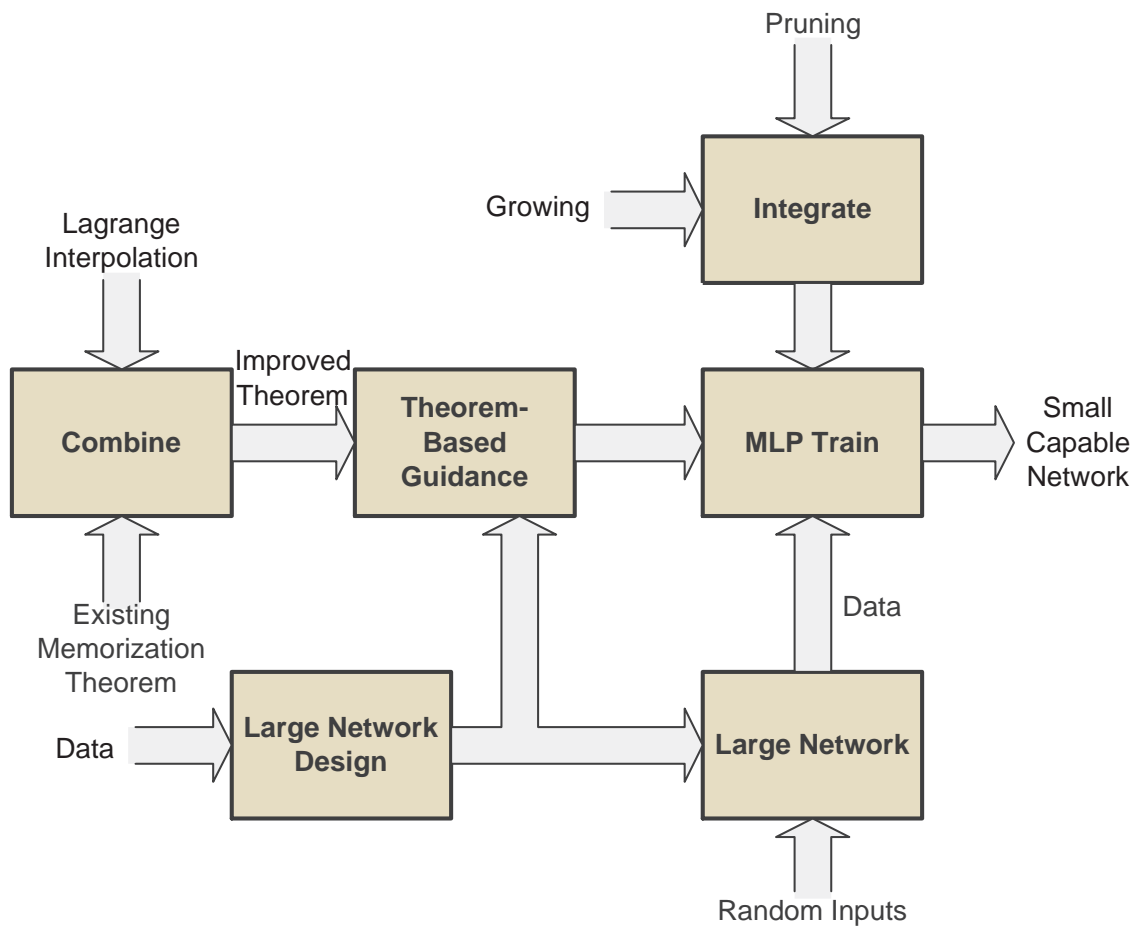 Pruning
Growing
Integrate
Lagrange
Interpolation
Improved
Theorem
Combine
Theorem-
Based
Guidance
MLP Train
Small
Capable
Network
Existing
Memorization
Theorem
Data
Data
Large Network
Design
Large Network
Random Inputs